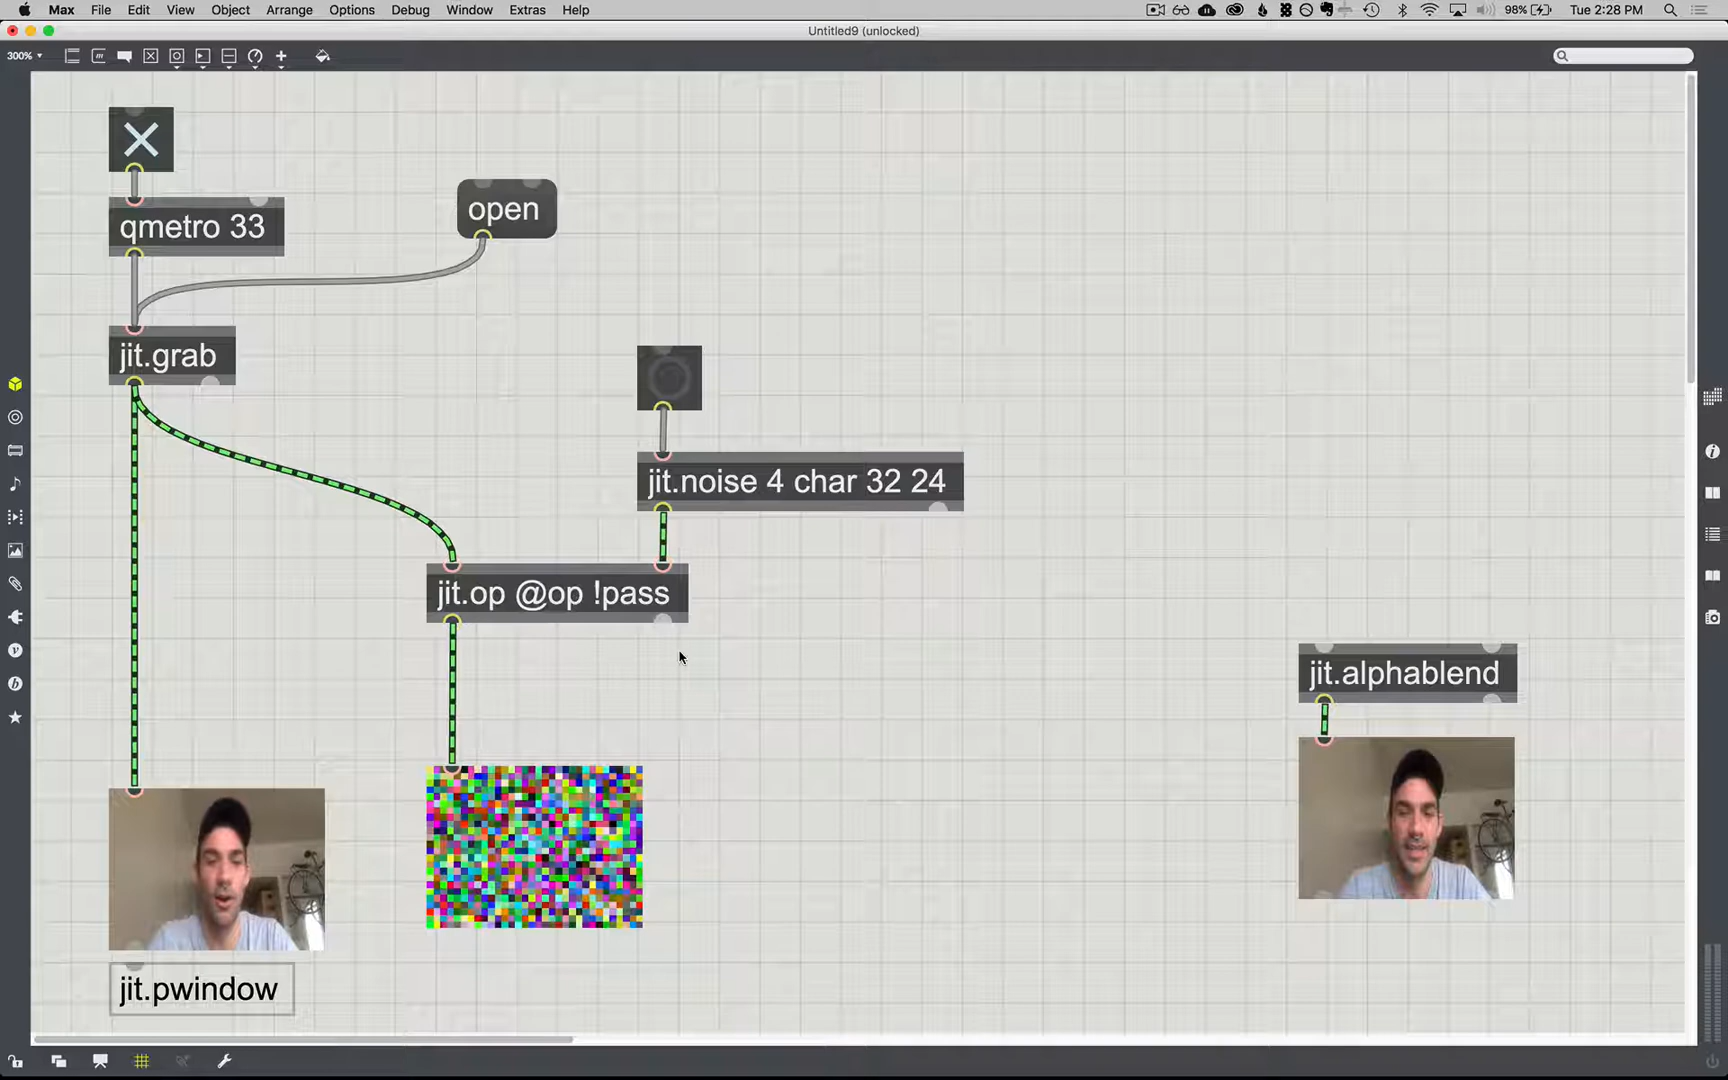 Max File Edit View Object Arrange Options Debug Window Extras Help 98% Tue 2:28 PM
Untitled9 (unlocked)
300%
open
qmetro 33
jit.grab
jit.noise 4 char 32 24
jit.op @op !pass
jit.alphablend
jit.pwindow